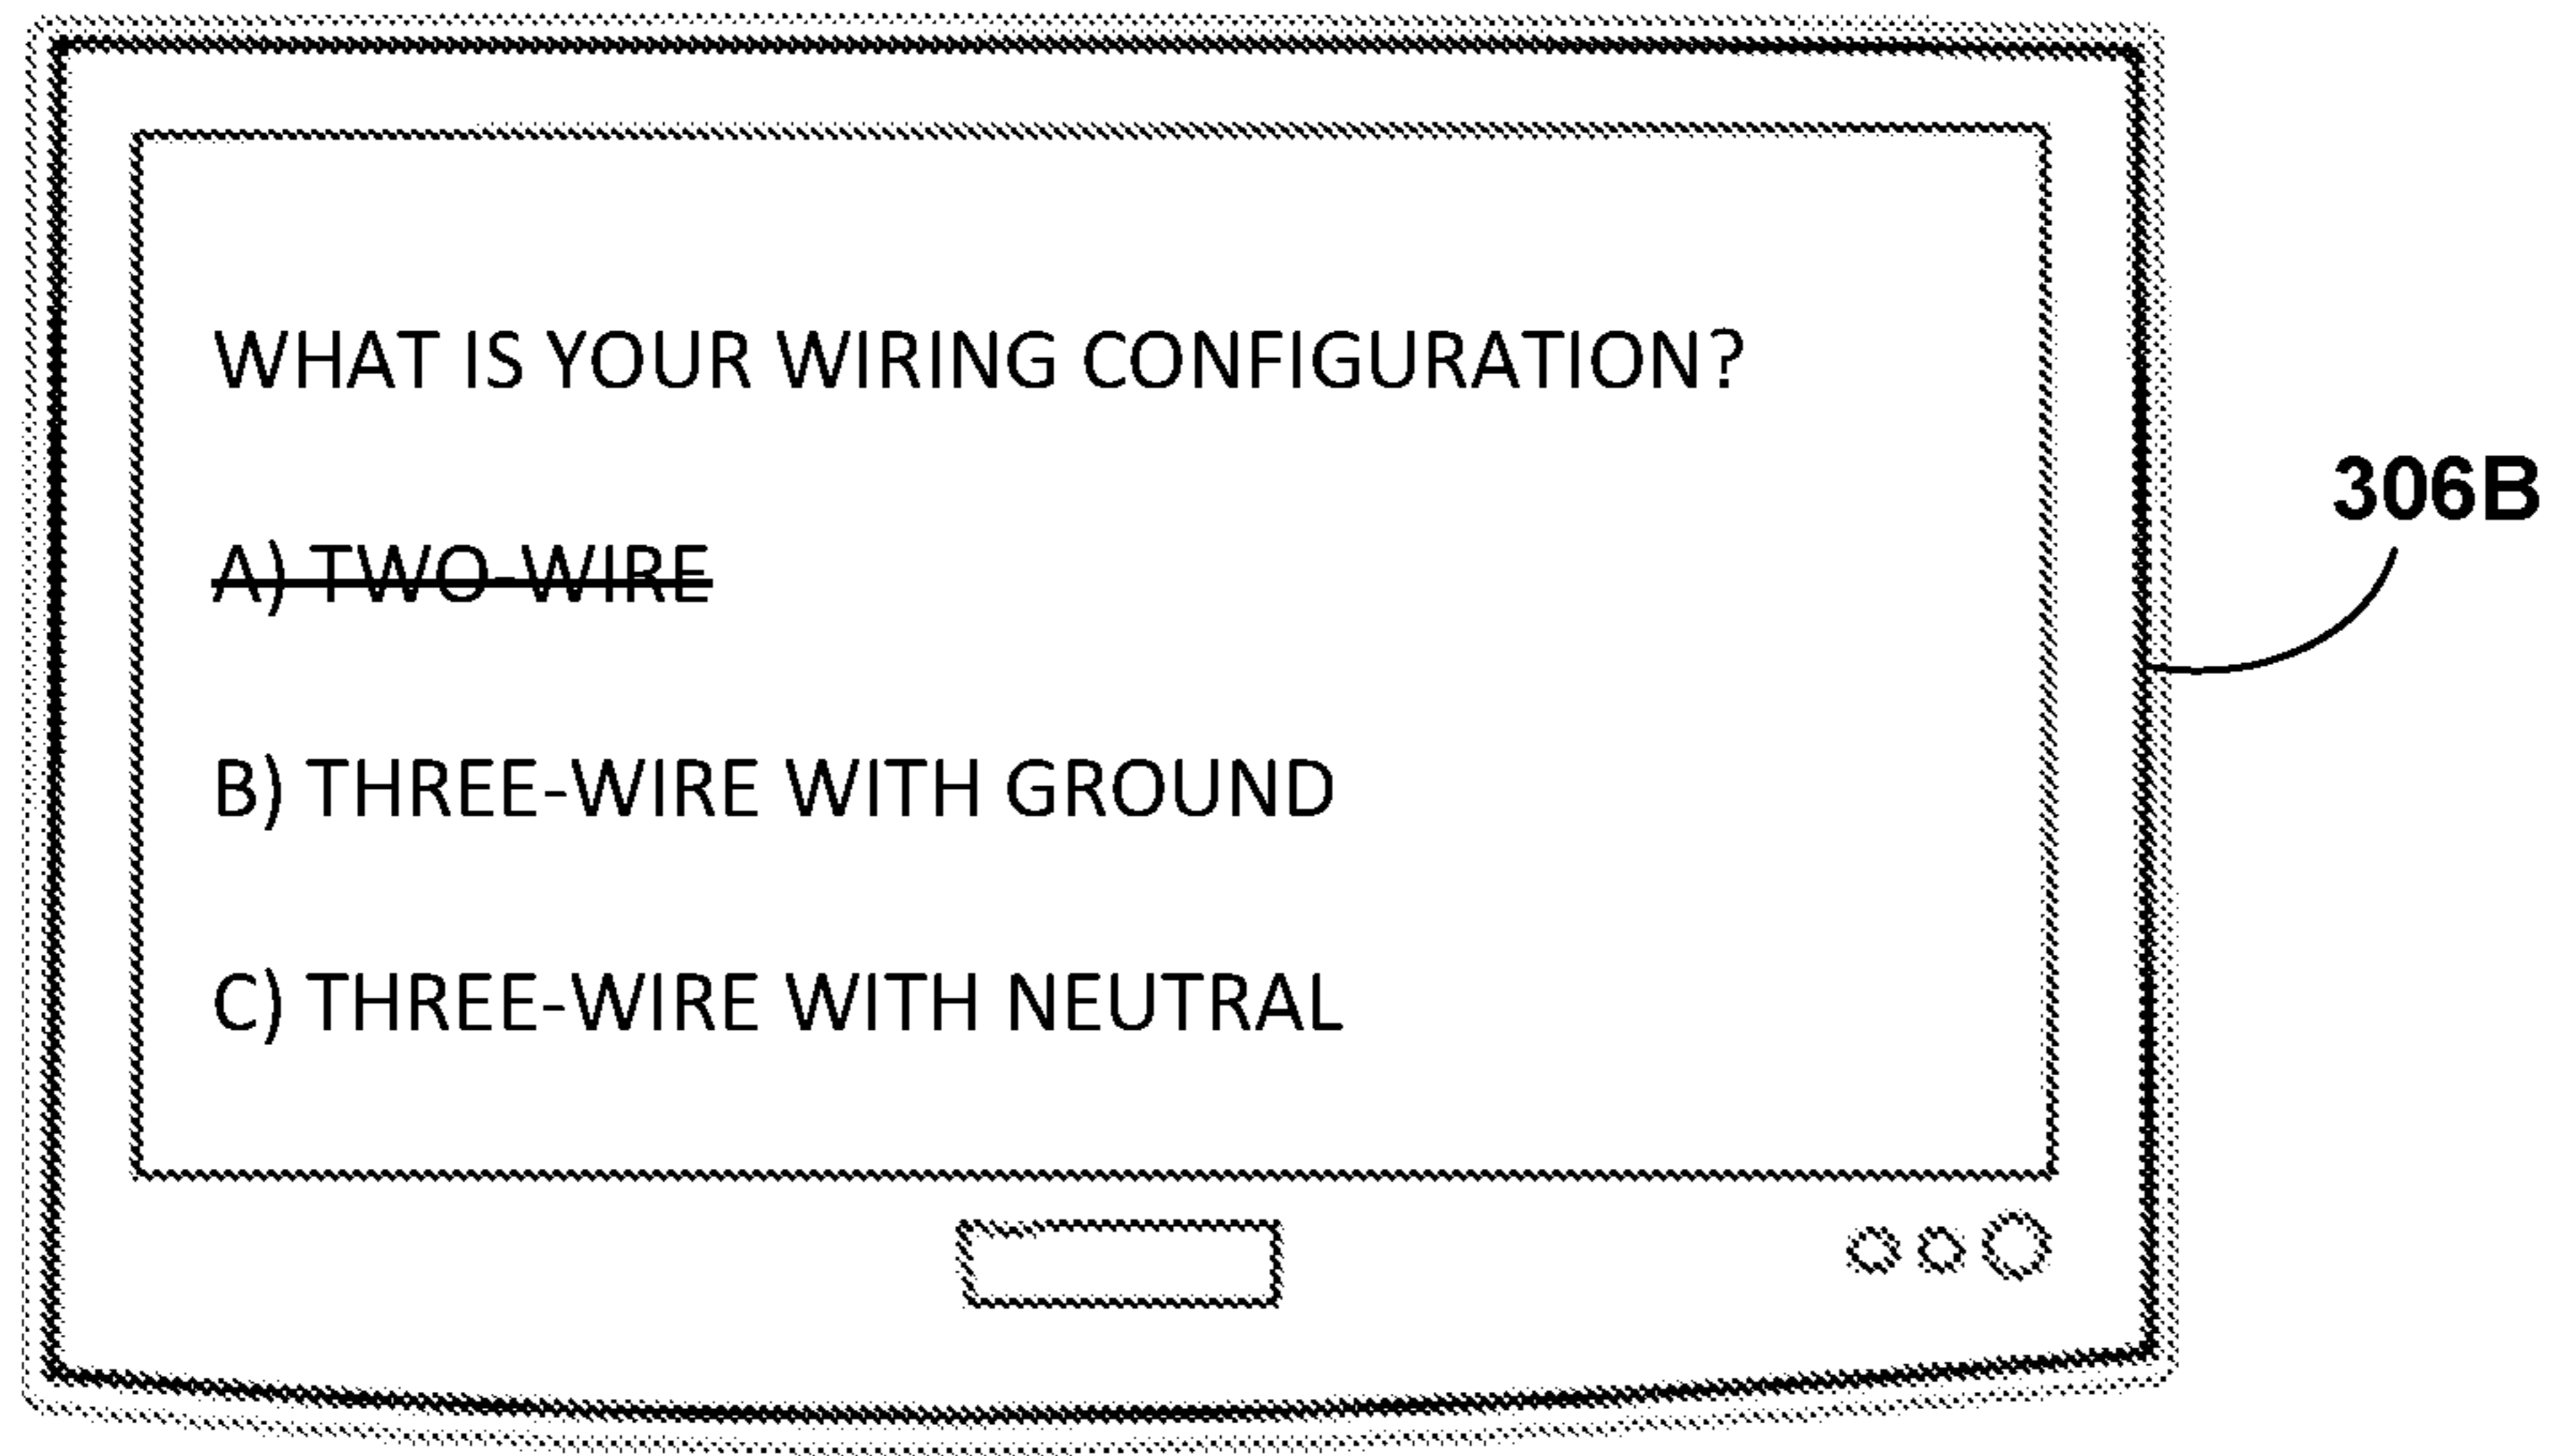 WHAT IS YOUR WIRING CONFIGURATION?
A) TWO-WIRE
B) THREE-WIRE WITH GROUND
C) THREE-WIRE WITH NEUTRAL
306B